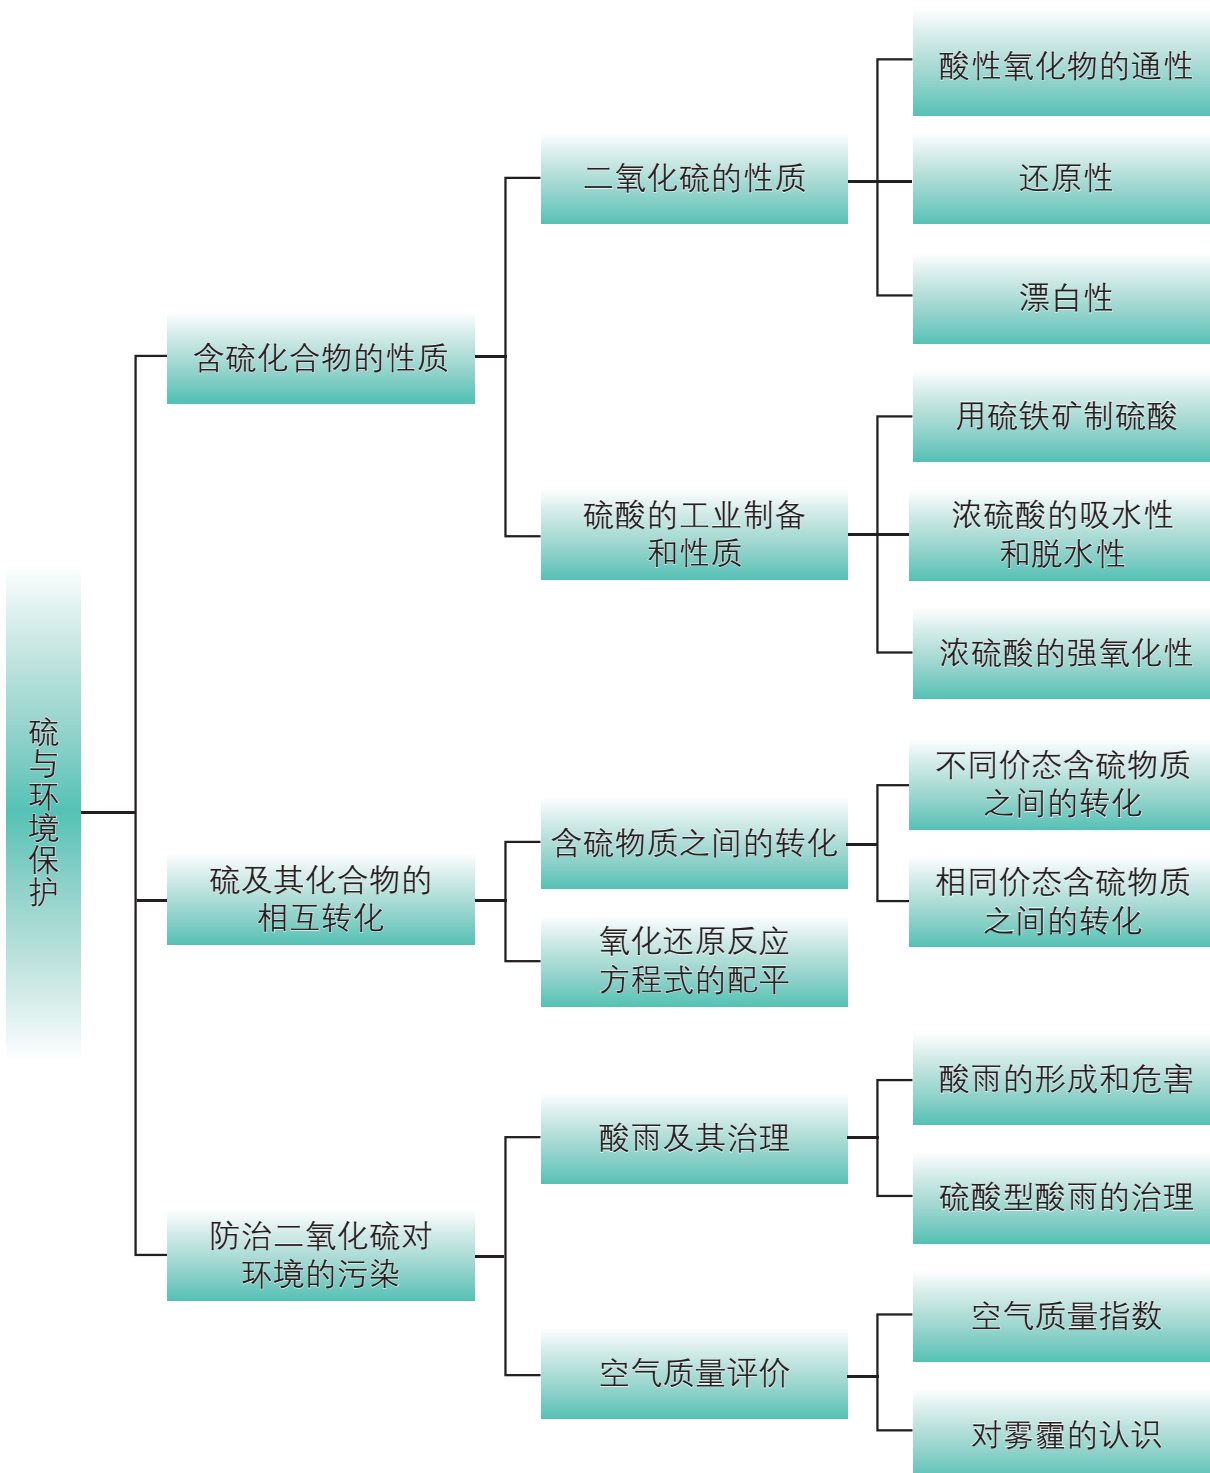 硫与环境保护
含硫化合物的性质
二氧化硫的性质
酸性氧化物的通性
还原性
漂白性
硫酸的工业制备
和性质
用硫铁矿制硫酸
浓硫酸的吸水性
和脱水性
浓硫酸的强氧化性
硫及其化合物的
相互转化
含硫物质之间的转化
不同价态含硫物质
之间的转化
相同价态含硫物质
之间的转化
氧化还原反应
方程式的配平
防治二氧化硫对
环境的污染
酸雨及其治理
酸雨的形成和危害
硫酸型酸雨的治理
空气质量评价
空气质量指数
对雾霾的认识